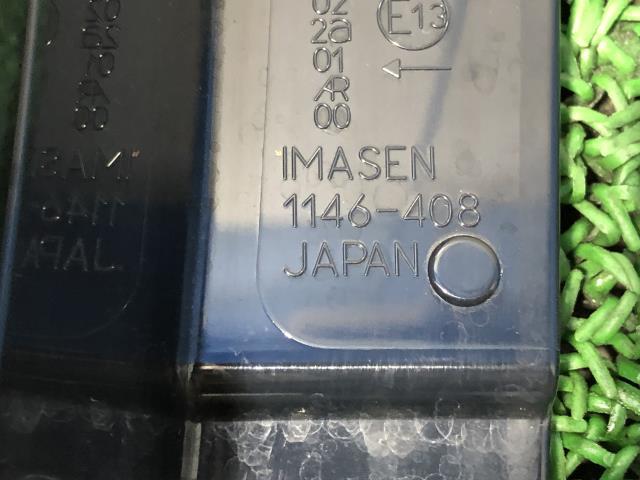 02
2a
01
AR
00
E13
←
IMASEN
1146-408
JAPAN